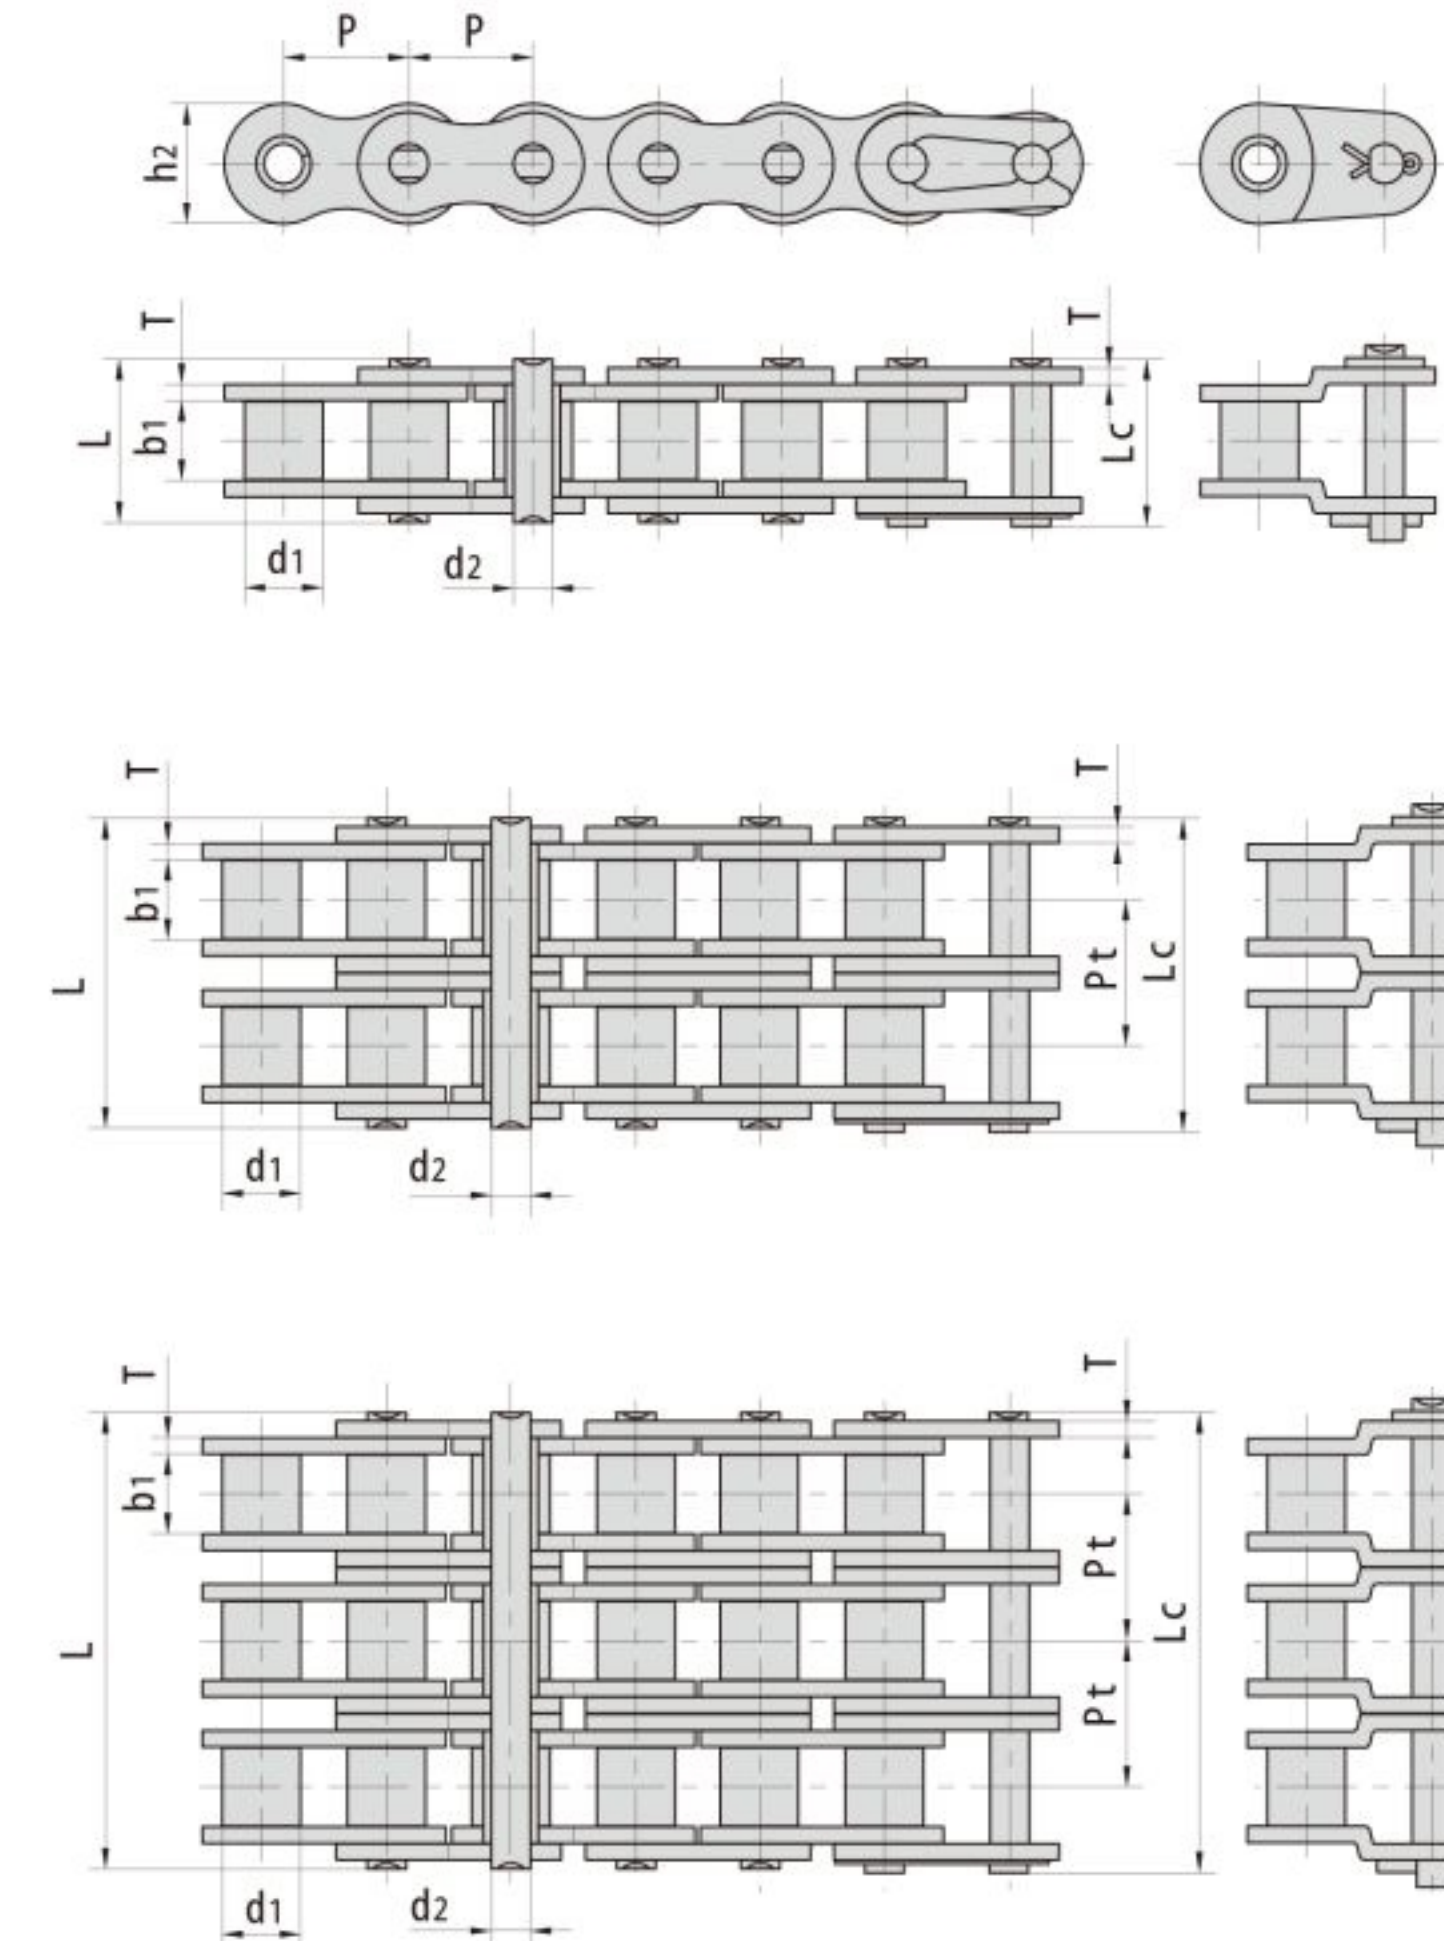 P P
h2
T T
L b1 Lc
d1 d2
T T
b1
L Pt Lc
d1 d2
T T
b1 Pt
L Lc
Pt
d1 d2